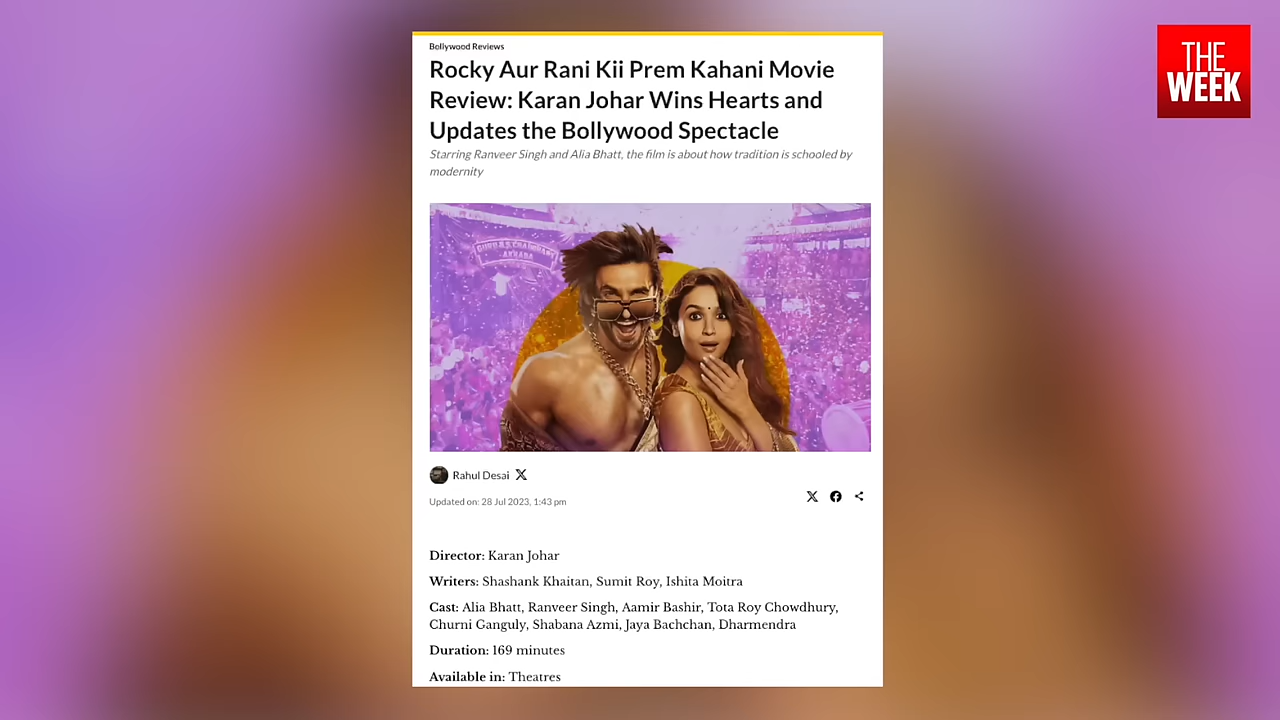 THE
WEEK
Bollywood Reviews
Rocky Aur Rani Kii Prem Kahani Movie
Review: Karan Johar Wins Hearts and
Updates the Bollywood Spectacle
Starring Ranveer Singh and Alia Bhatt, the film is about how tradition is schooled by
modernity
Rahul Desai
Updated on: 28 Jul 2023, 1:43 pm
Director: Karan Johar
Writers: Shashank Khaitan, Sumit Roy, Ishita Moitra
Cast: Alia Bhatt, Ranveer Singh, Aamir Bashir, Tota Roy Chowdhury,
Churni Ganguly, Shabana Azmi, Jaya Bachchan, Dharmendra
Duration: 169 minutes
Available in: Theatres